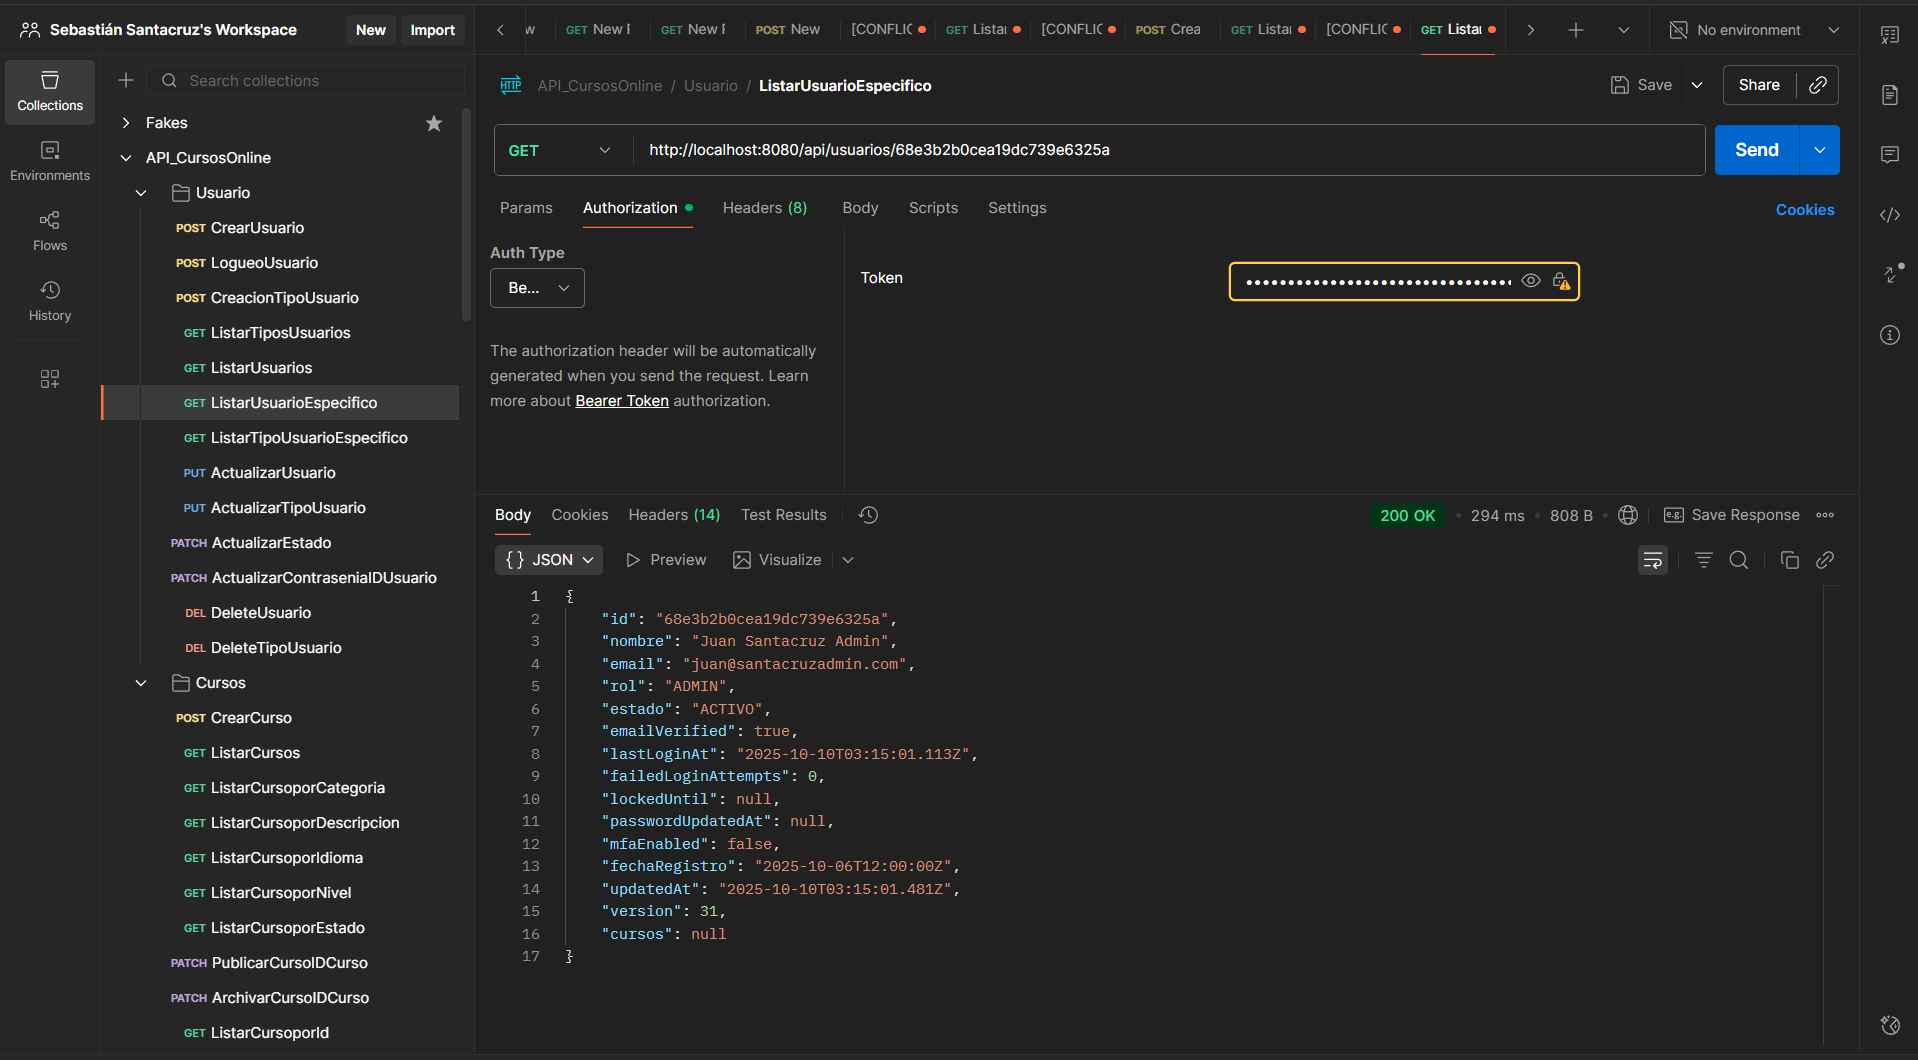 Sebastián Santacruz's Workspace
New
Import
w
GET New F
GET New F
POST New
[CONFLIC
GET Listar
[CONFLIC
POST Crea
GET Listar
[CONFLIC
GET Listar
No environment
Collections
Environments
Flows
History
Search collections
Fakes
API_CursosOnline
Usuario
POST CrearUsuario
POST LogueoUsuario
POST CreacionTipoUsuario
GET ListarTiposUsuarios
GET ListarUsuarios
GET ListarUsuarioEspecifico
GET ListarTipoUsuarioEspecifico
PUT ActualizarUsuario
PUT ActualizarTipoUsuario
PATCH ActualizarEstado
PATCH ActualizarContraseniaIDUsuario
DEL DeleteUsuario
DEL DeleteTipoUsuario
Cursos
POST CrearCurso
GET ListarCursos
GET ListarCursoporCategoria
GET ListarCursoporDescripcion
GET ListarCursoporIdioma
GET ListarCursoporNivel
GET ListarCursoporEstado
PATCH PublicarCursoIDCurso
PATCH ArchivarCursoIDCurso
GET ListarCursoporId
HTTP API_CursosOnline / Usuario / ListarUsuarioEspecifico
Save
Share
GET http://localhost:8080/api/usuarios/68e3b2b0cea19dc739e6325a
Send
Params Authorization Headers (8) Body Scripts Settings
Cookies
Auth Type
Be...
The authorization header will be automatically
generated when you send the request. Learn
more about Bearer Token authorization.
Token
Body Cookies Headers (14) Test Results
200 OK • 294 ms • 808 B •
e.g. Save Response
{} JSON Preview Visualize
1 {
2 "id": "68e3b2b0cea19dc739e6325a",
3 "nombre": "Juan Santacruz Admin",
4 "email": "juan@santacruzadmin.com",
5 "rol": "ADMIN",
6 "estado": "ACTIVO",
7 "emailVerified": true,
8 "lastLoginAt": "2025-10-10T03:15:01.113Z",
9 "failedLoginAttempts": 0,
10 "lockedUntil": null,
11 "passwordUpdatedAt": null,
12 "mfaEnabled": false,
13 "fechaRegistro": "2025-10-06T12:00:00Z",
14 "updatedAt": "2025-10-10T03:15:01.481Z",
15 "version": 31,
16 "cursos": null
17 }